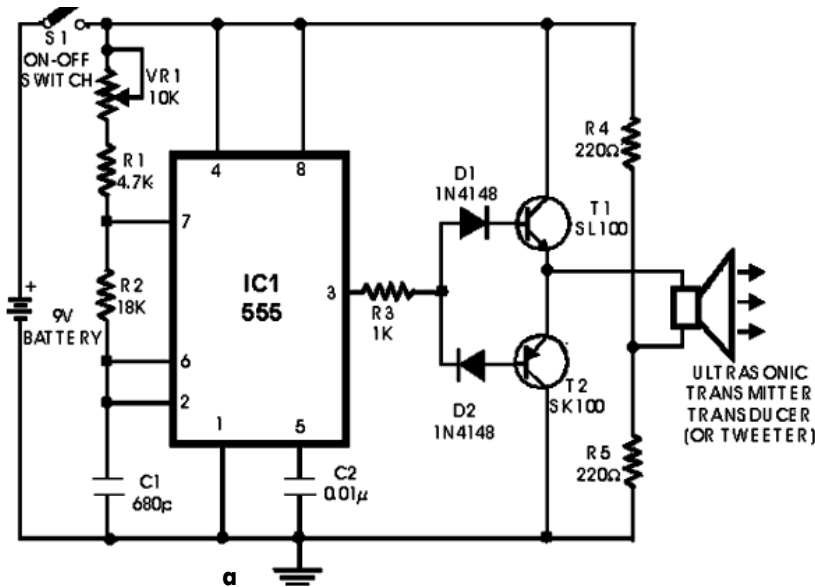 S1
ON-OFF
SWITCH
VR1
10K
R1
4.7K
4
8
7
D1
1N4148
R4
220Ω
T1
SL100
+
9V
BATTERY
R2
18K
IC1
555
3
R3
1K
6
2
1
5
D2
1N4148
T2
SK100
ULTRASONIC
TRANSMITTER
TRANSDUCER
(OR TWEETER)
C1
680p
C2
0.01µ
R5
220Ω
a